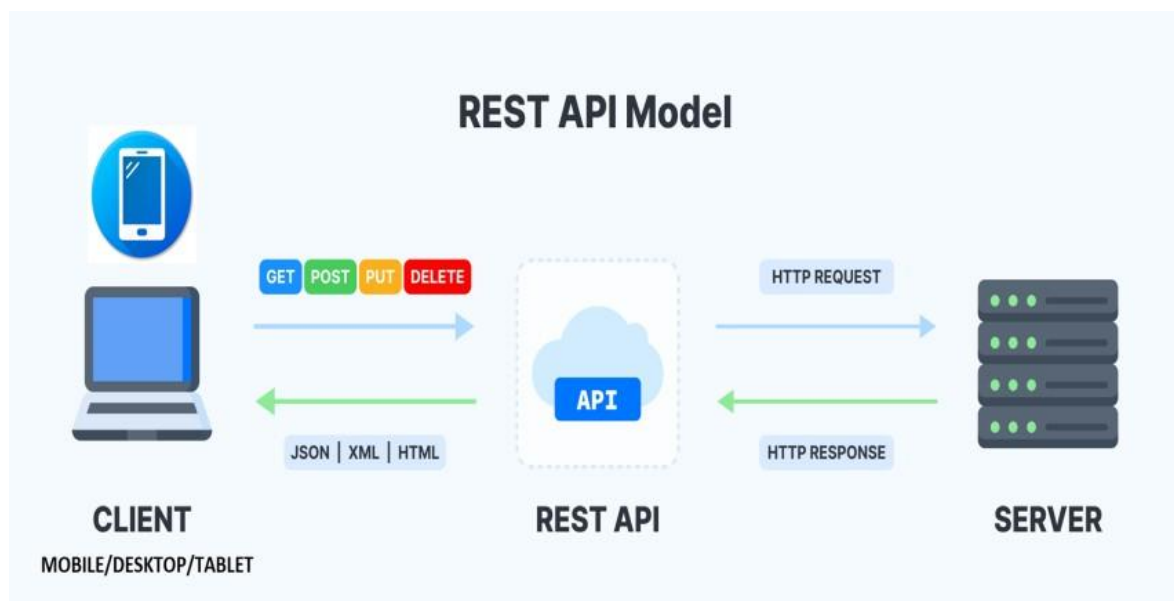 REST API Model
GET POST PUT DELETE
HTTP REQUEST
API
JSON | XML | HTML
HTTP RESPONSE
CLIENT
REST API
SERVER
MOBILE/DESKTOP/TABLET